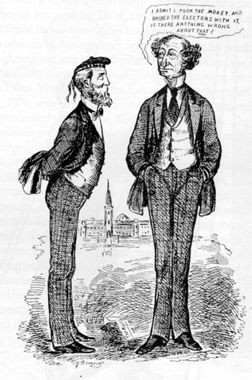 I ADMIT I TOOK THE MONEY AND
BRIBED THE ELECTORS WITH IT.
IS THERE ANYTHING WRONG
ABOUT THAT?